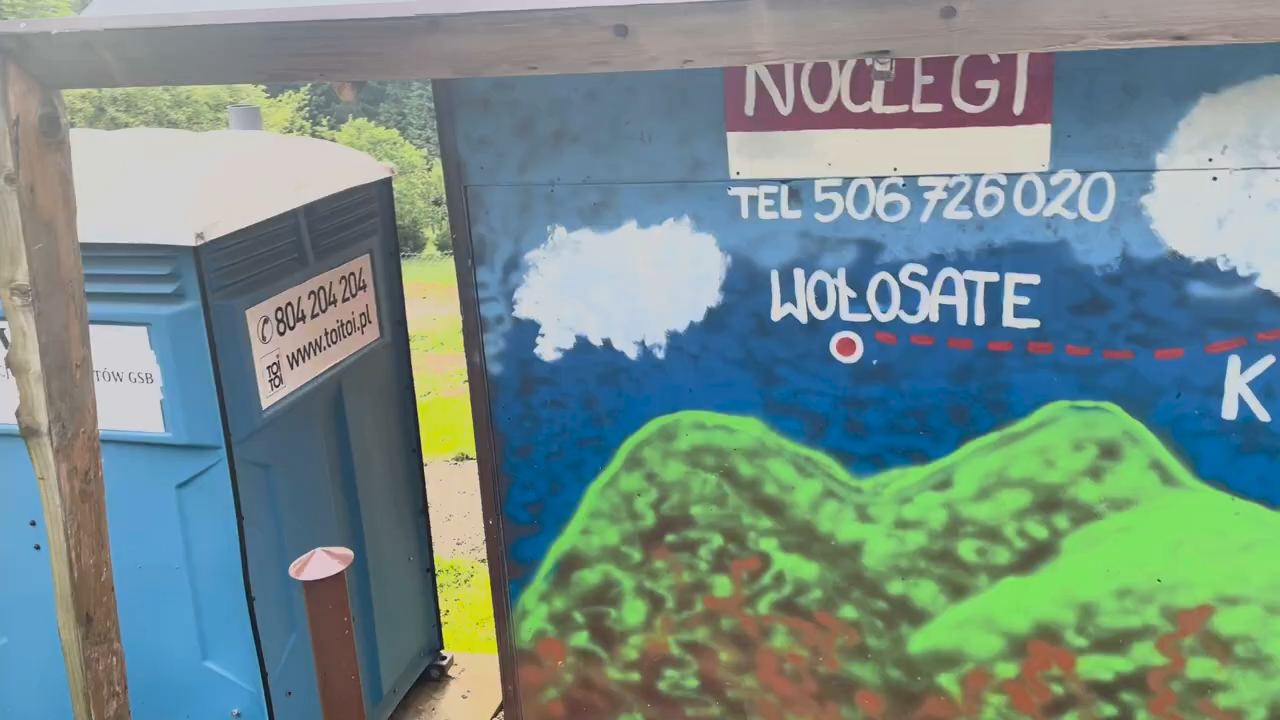 NOCLEGI
TEL 506 726 020
WOŁOSATE
K
804 204 204
TOI TOI www.toitoi.pl
TÓW GSB